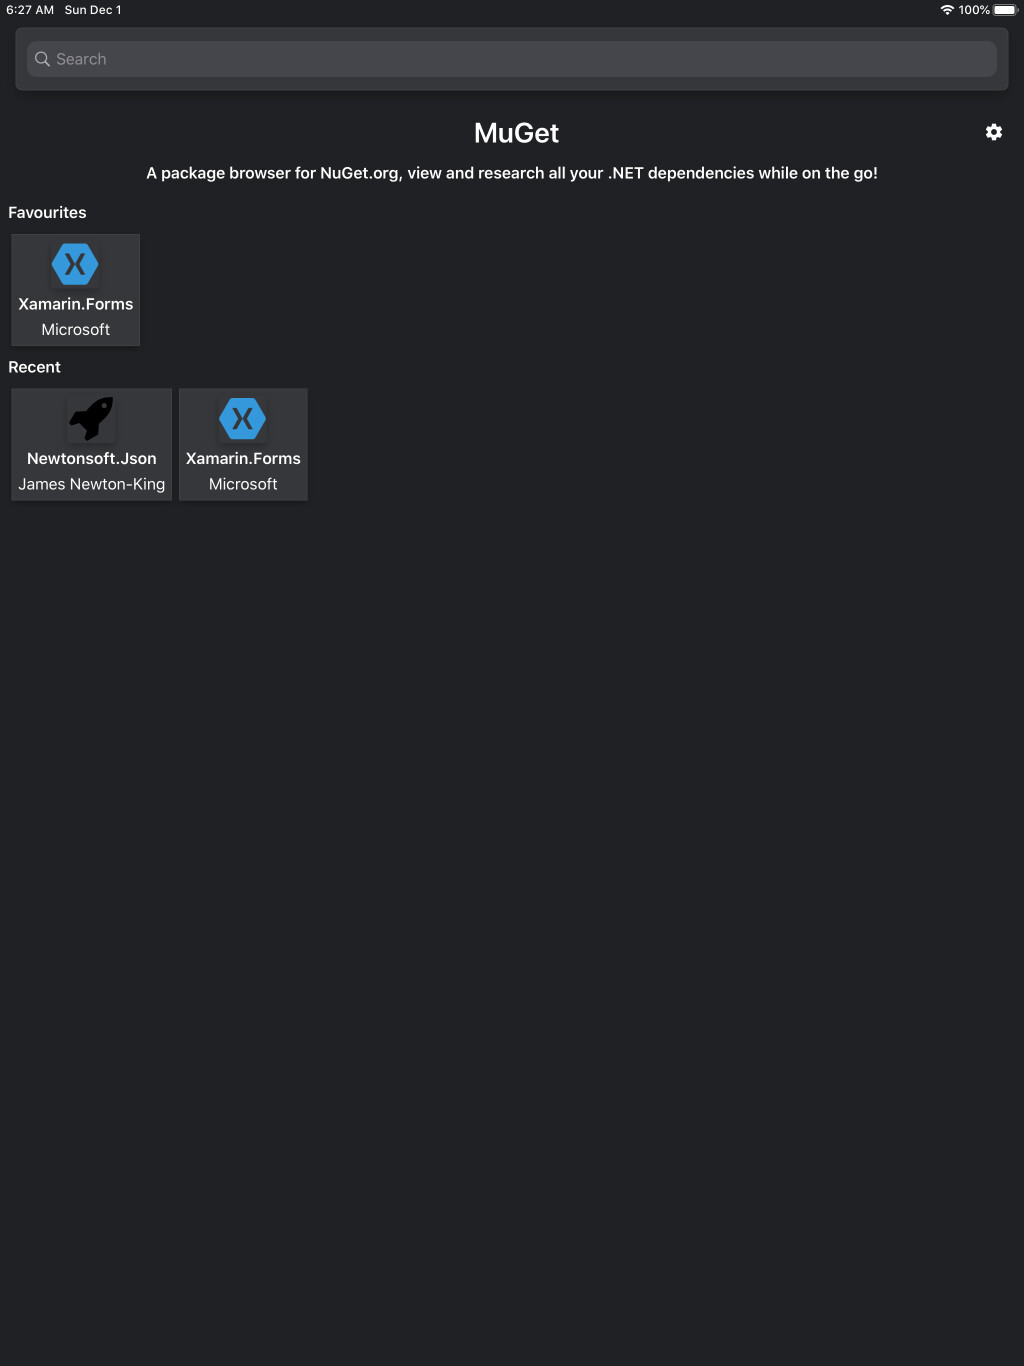 6:27 AM Sun Dec 1 100%
Search
MuGet
A package browser for NuGet.org, view and research all your .NET dependencies while on the go!
Favourites
Xamarin.Forms
Microsoft
Recent
Newtonsoft.Json
James Newton-King
Xamarin.Forms
Microsoft